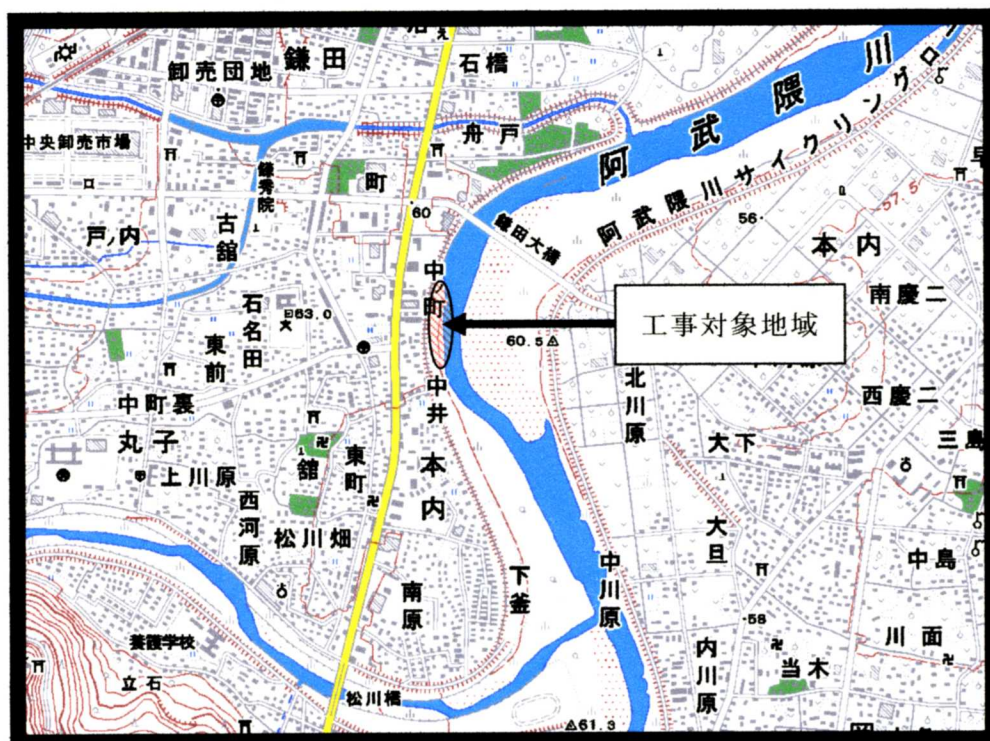 鎌田
石橋
卸売団地
中央卸売市場
舟戸
阿武隈川
阿武隈川サイクリングロー
鎌秀院
町
60
戸ノ内
古舘
鎌田大橋
56
57.5
本内
中町
工事対象地域
南慶二
石名田
63.0
東前
60.5
北川原
西慶二
中町裏
中井
丸子
大下
三島
上川原
舘
東町
本内
西河原
松川畑
大旦
中島
南原
下釜
中川原
58
川面
養護学校
立石
内川原
当木
松川橋
61.3